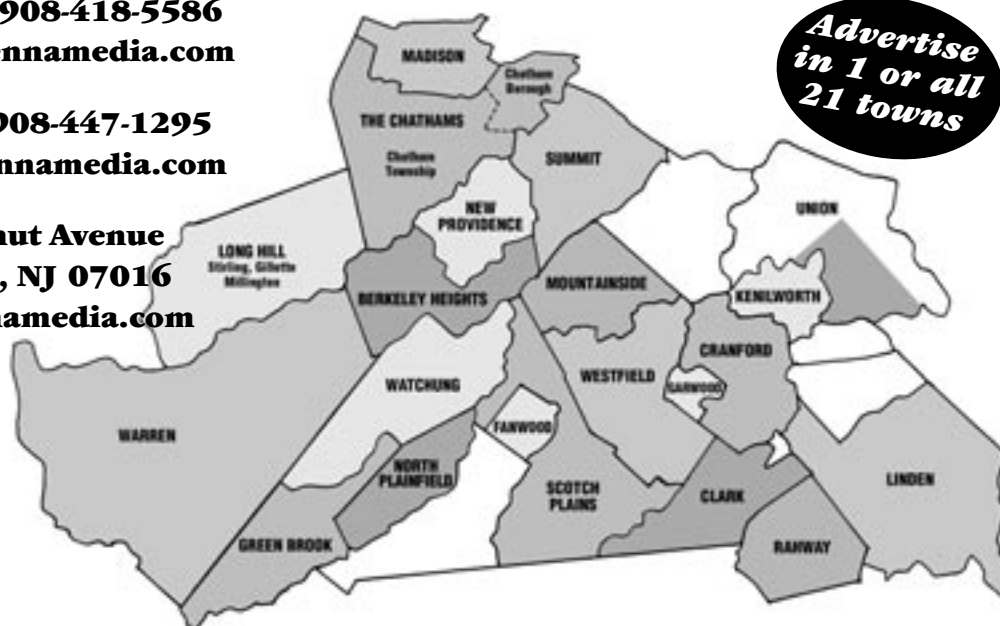 908-418-5586
ennamedia.com
908-447-1295
nnamedia.com
nut Avenue
, NJ 07016
namedia.com
Advertise
in 1 or all
21 towns
MADISON
Chatham
Borough
THE CHATHAMS
Chatham
Township
SUMMIT
NEW
PROVIDENCE
UNION
LONG HILL
Stirling, Gillette
Millington
BERKELEY HEIGHTS
MOUNTAINSIDE
KENILWORTH
CRANFORD
WATCHUNG
WESTFIELD
GARWOOD
WARREN
FANWOOD
NORTH
PLAINFIELD
SCOTCH
PLAINS
CLARK
LINDEN
GREEN BROOK
RAHWAY